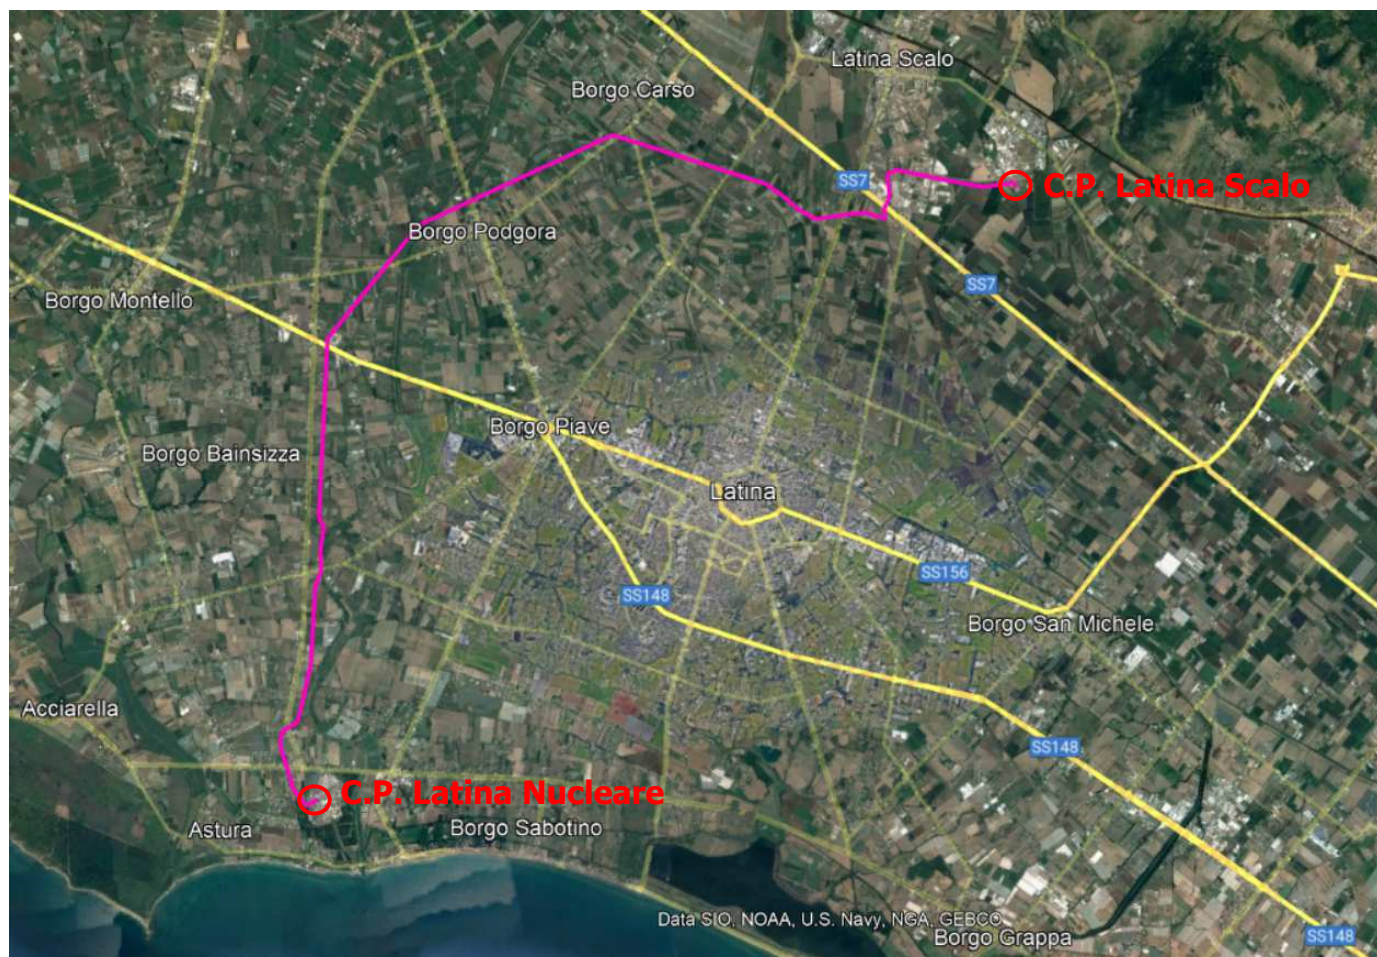 Latina Scalo
Borgo Carso
SS7
C.P. Latina Scalo
Borgo Podgora
SS7
Borgo Montello
Borgo Piave
Borgo Bainsizza
Latina
SS156
SS148
Borgo San Michele
Acciarella
SS148
C.P. Latina Nucleare
Astura
Borgo Sabotino
Data SIO, NOAA, U.S. Navy, NGA, GEBCO
Borgo Grappa
SS148